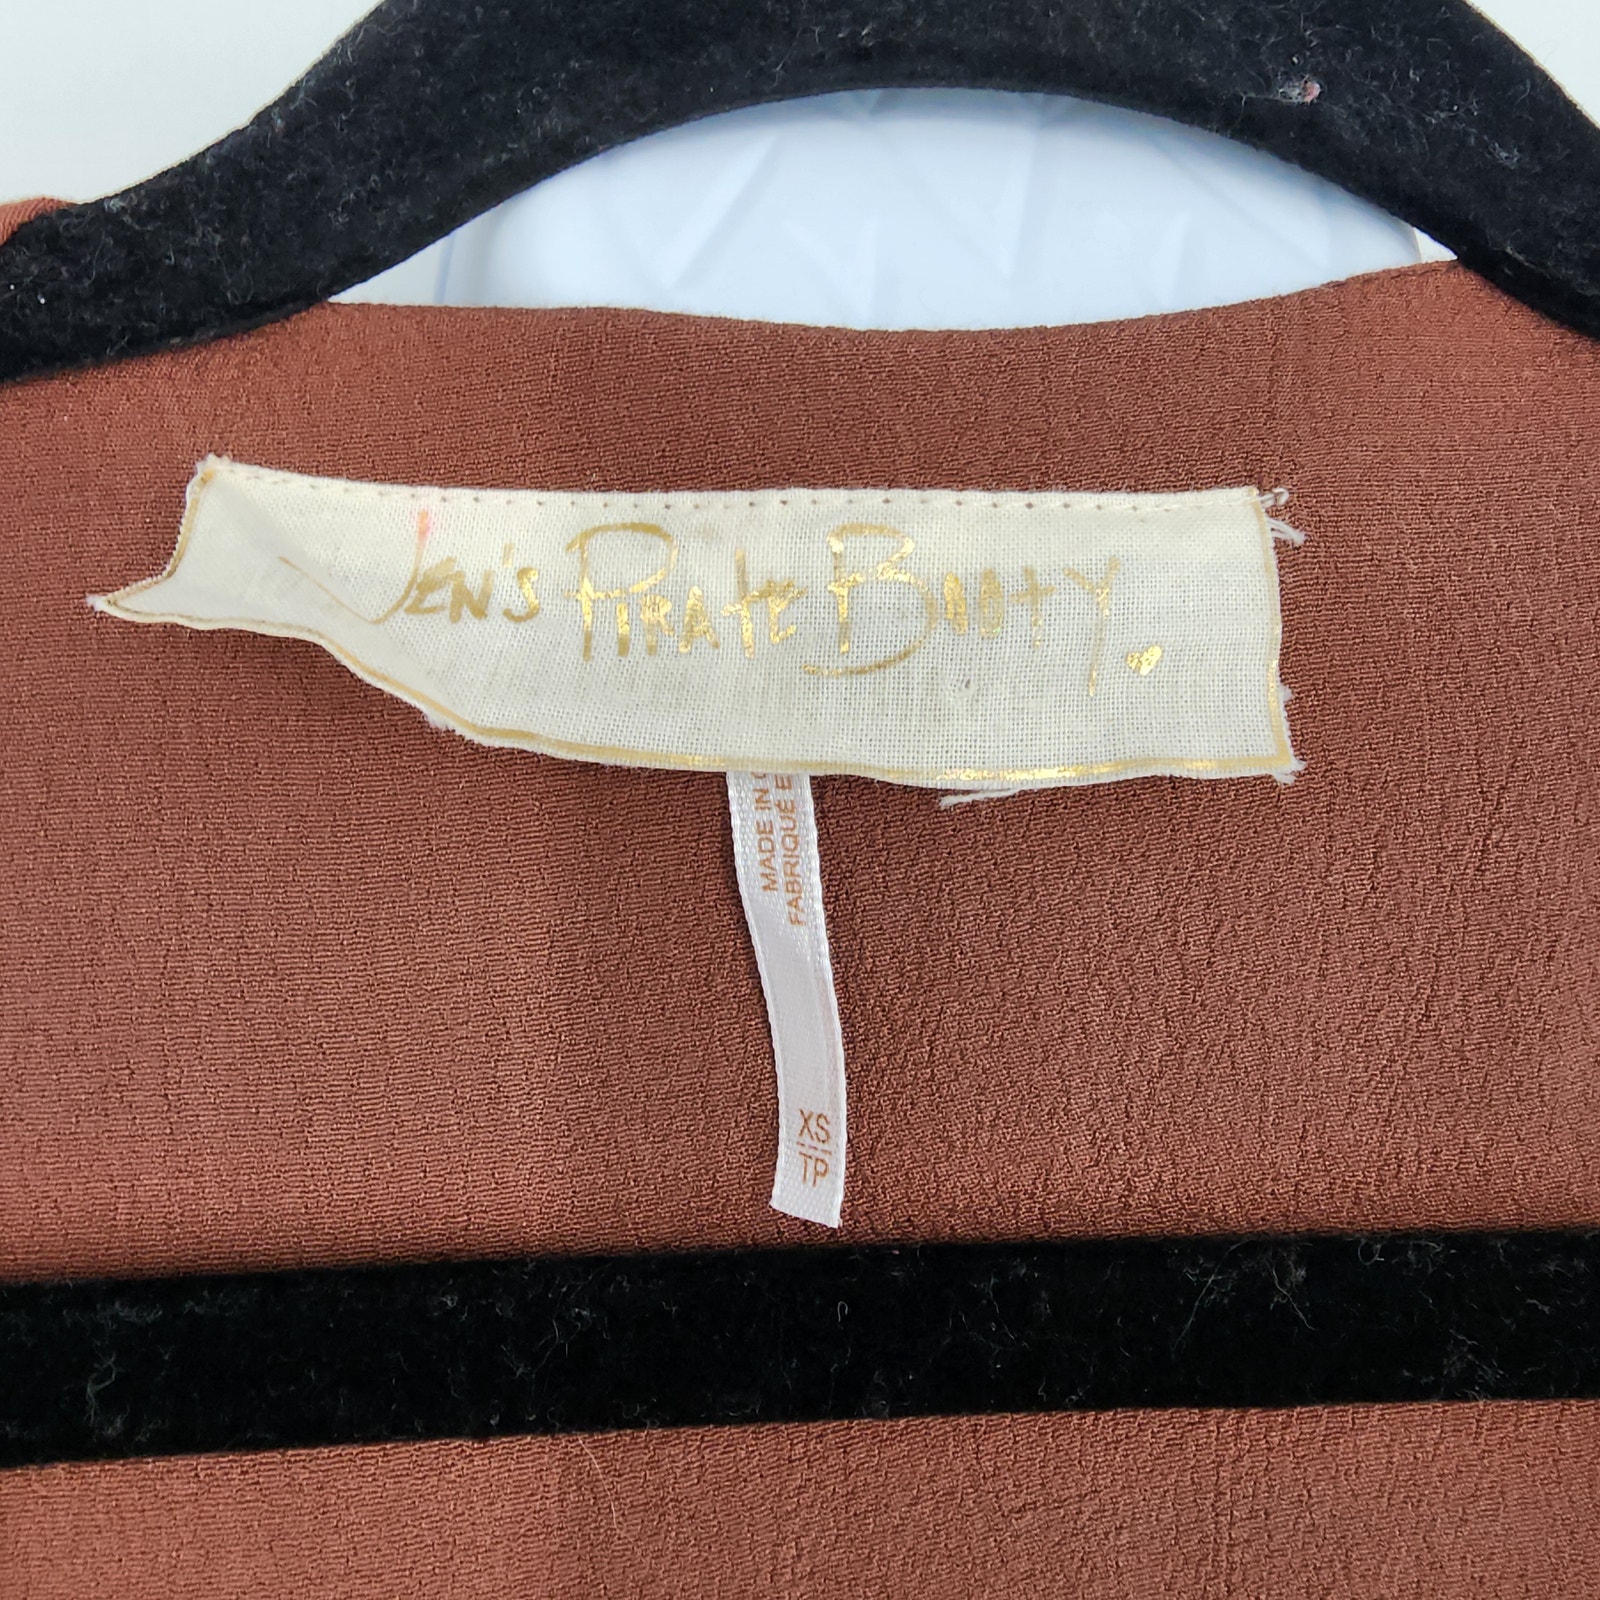 Jen's Pirate Booty
MADE IN
FABRIQUÉ
XS
TP